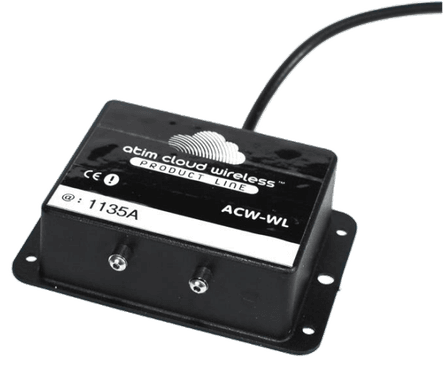 atim cloud wireless™
PRODUCT LINE
CE !
@: 1135A
ACW-WL